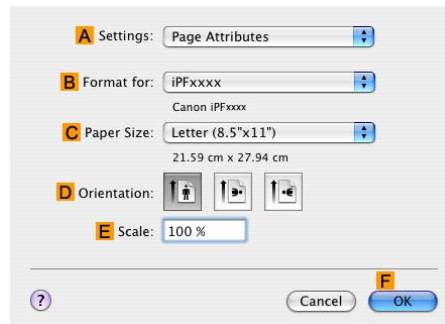 A Settings: Page Attributes
B Format for: iPFxxxx
Canon iPFxxxx
C Paper Size: Letter (8.5"x11")
21.59 cm x 27.94 cm
D Orientation:
E Scale: 100 %
F
? Cancel OK